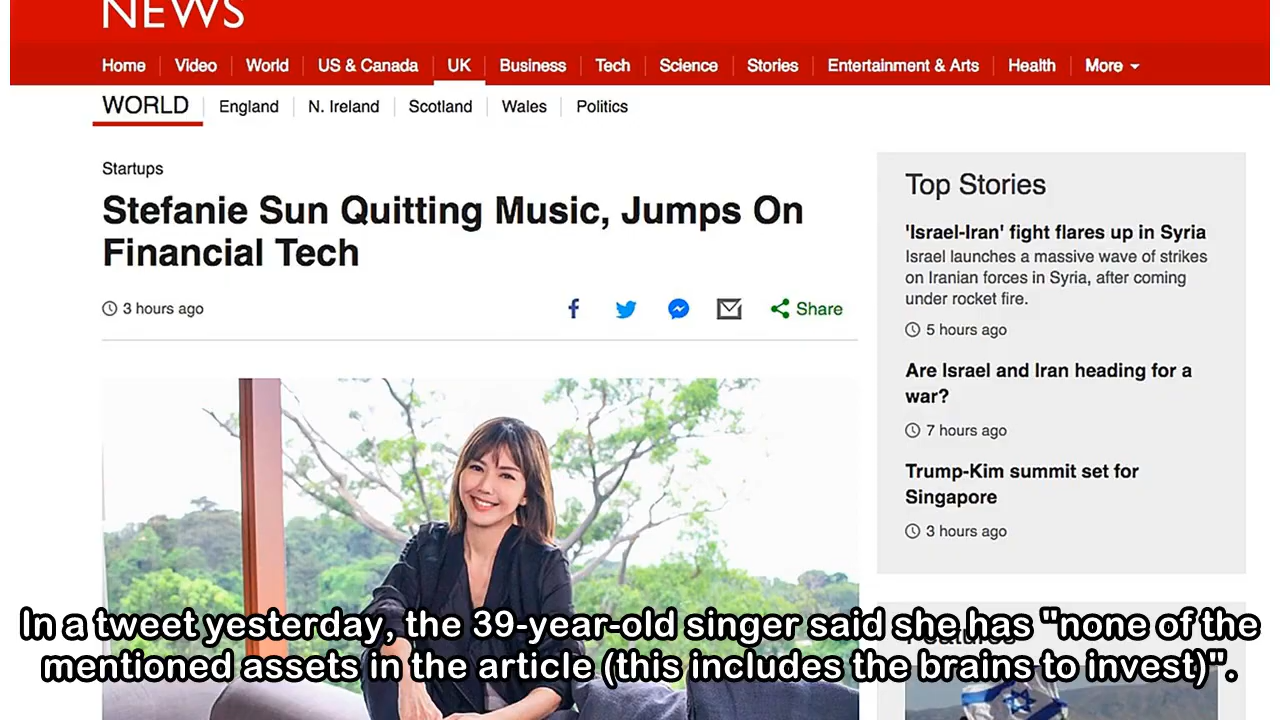 NEWS
Home Video World US & Canada UK Business Tech Science Stories Entertainment & Arts Health More
WORLD England N. Ireland Scotland Wales Politics
Startups
Stefanie Sun Quitting Music, Jumps On
Financial Tech
3 hours ago
Share
Top Stories
'Israel-Iran' fight flares up in Syria
Israel launches a massive wave of strikes
on Iranian forces in Syria, after coming
under rocket fire.
5 hours ago
Are Israel and Iran heading for a
war?
7 hours ago
Trump-Kim summit set for
Singapore
3 hours ago
In a tweet yesterday, the 39-year-old singer said she has "none of the
mentioned assets in the article (this includes the brains to invest)".